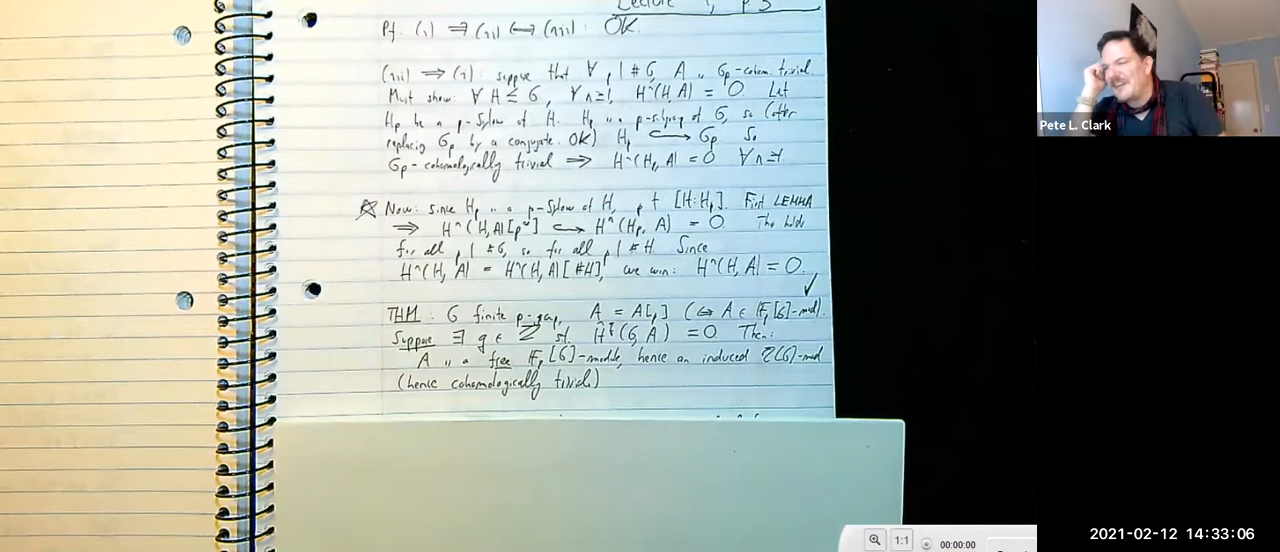 Lecture 7, p.5
Pf. (i) ⇒ (ii) ⟺ (iii): OK.
(iii) ⇒ (i): suppose that ∀ p | #G, A is Gp-cohom. trivial.
Must show: ∀ H ≤ G, ∀ n ≥ 1, H^n(H, A) = 0. Let
Hp be a p-Sylow of H. Hp is a p-subgroup of G, so (after
replacing Gp by a conjugate: OK) Hp ↪ Gp. So
Gp-cohomologically trivial ⇒ H^n(Hp, A) = 0 ∀ n ≥ 1.
☆ Now: since Hp is a p-Sylow of H, p ∤ [H:Hp]. First LEMMA
⇒ H^n(H, A)[p^∞] ↪ H^n(Hp, A) = 0. This holds
for all p | #G, so for all p | #H. Since
H^n(H, A) = H^n(H, A)[#H], we win: H^n(H, A) = 0. ✓
THM: G finite p-group, A = A[p] (⟺ A ∈ 𝔽p[G]-mod).
Suppose ∃ q ∈ ℤ st. Ĥ^q(G, A) = 0. Then:
A is a free 𝔽p[G]-module, hence an induced ℤ[G]-mod
(hence cohomologically trivial)
Pete L. Clark
1:1
00:00:00
2021-02-12 14:33:06